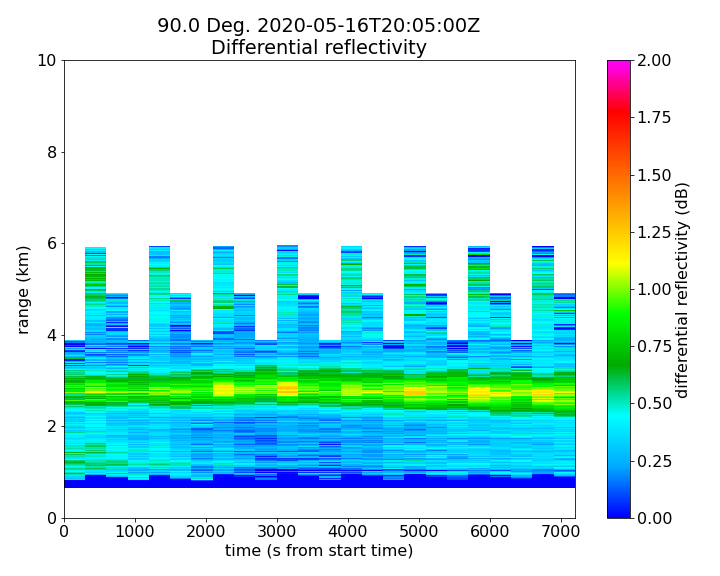 90.0 Deg. 2020-05-16T20:05:00Z
Differential reflectivity
10
8
6
4
2
0
range (km)
0 1000 2000 3000 4000 5000 6000 7000
time (s from start time)
2.00
1.75
1.50
1.25
1.00
0.75
0.50
0.25
0.00
differential reflectivity (dB)